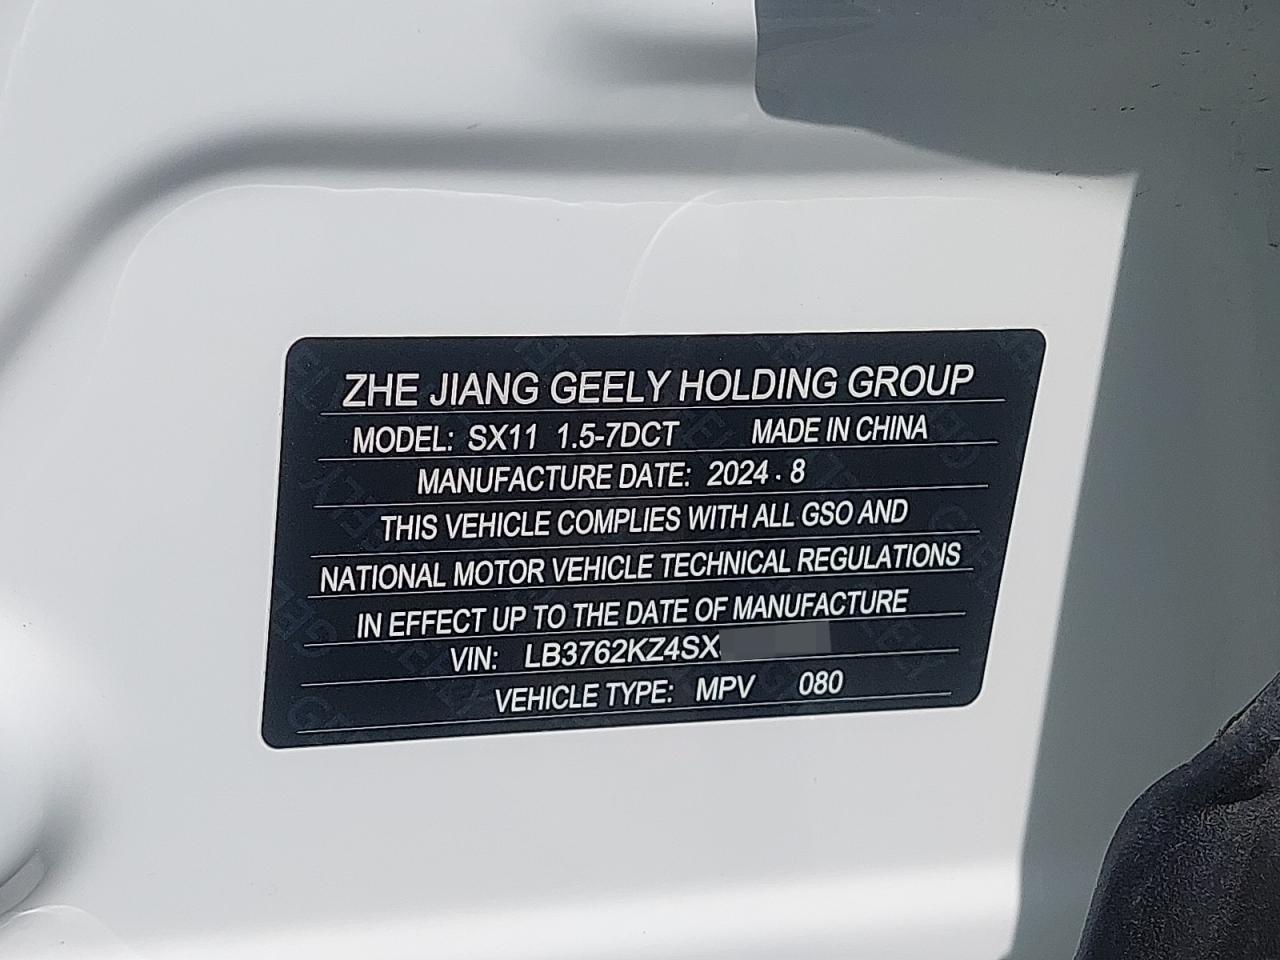 ZHE JIANG GEELY HOLDING GROUP
MODEL: SX11 1.5-7DCT MADE IN CHINA
MANUFACTURE DATE: 2024 . 8
THIS VEHICLE COMPLIES WITH ALL GSO AND
NATIONAL MOTOR VEHICLE TECHNICAL REGULATIONS
IN EFFECT UP TO THE DATE OF MANUFACTURE
VIN: LB3762KZ4SX
VEHICLE TYPE: MPV 080